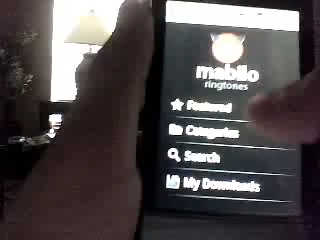 mabilo
ringtones
Featured
Categories
Search
My Downloads